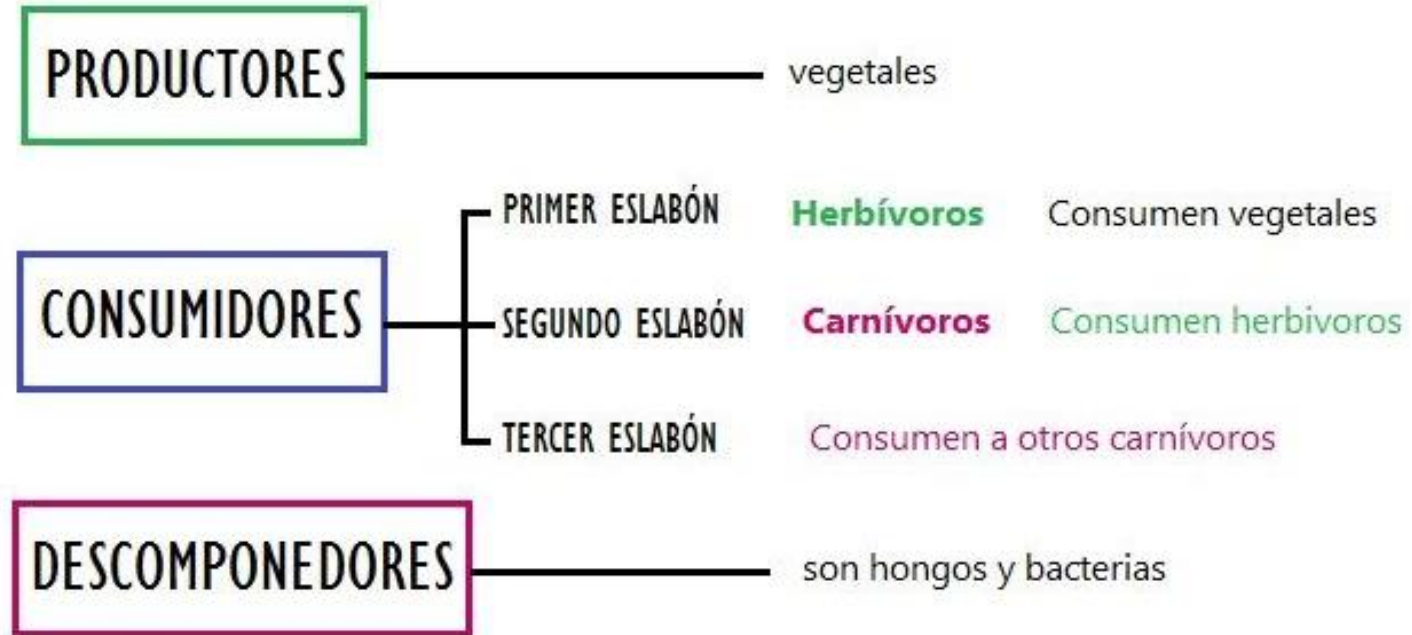 PRODUCTORES vegetales
PRIMER ESLABÓN Herbívoros Consumen vegetales
CONSUMIDORES SEGUNDO ESLABÓN Carnívoros Consumen herbivoros
TERCER ESLABÓN Consumen a otros carnívoros
DESCOMPONEDORES son hongos y bacterias